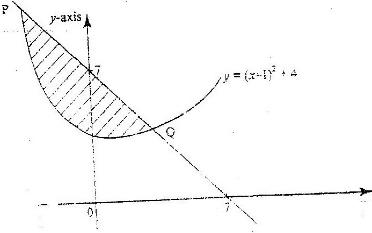 P
y-axis
7
y = (x-1)² + 4
Q
0
7